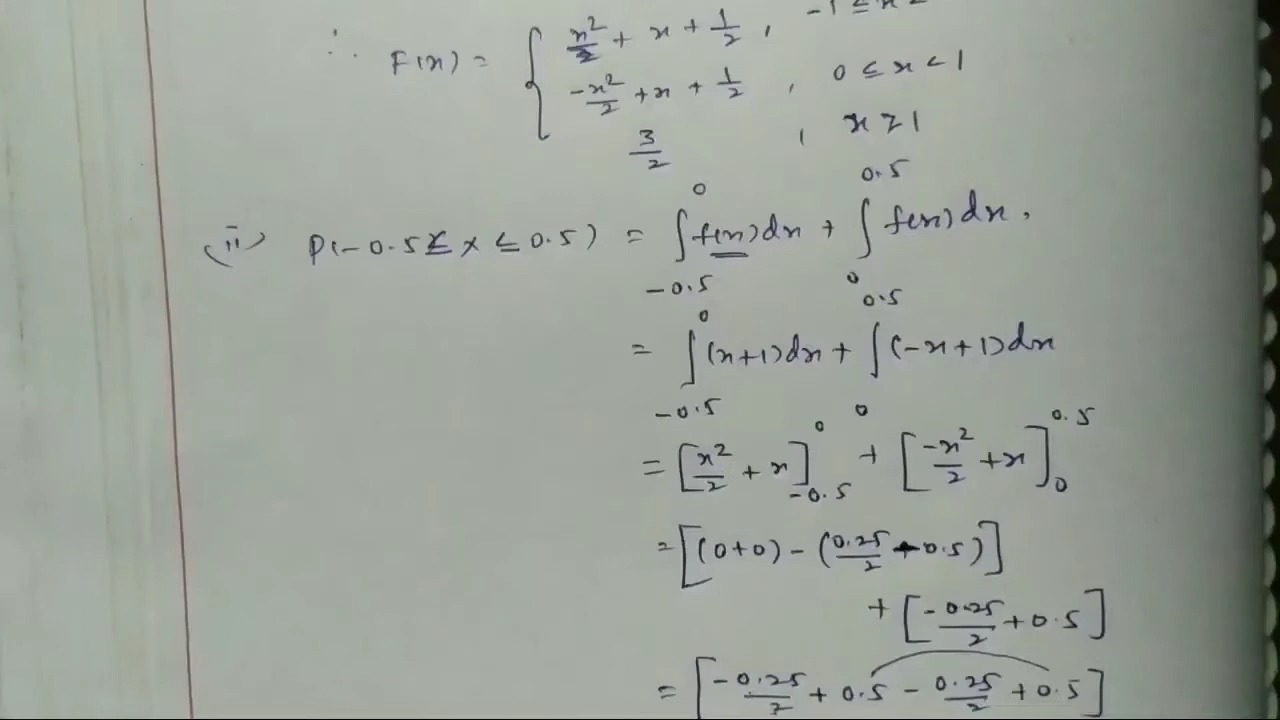 ∴ F(x) = { x²/2 + x + 1/2 , -1 ≤ x
-x²/2 + x + 1/2 , 0 ≤ x < 1
3/2 , x ≥ 1
(ii) P(-0.5 ≤ x ≤ 0.5) = ∫_{-0.5}^{0} f(x)dx + ∫_{0}^{0.5} f(x)dx.
= ∫_{-0.5}^{0} (x+1)dx + ∫_{0}^{0.5} (-x+1)dx
= [x²/2 + x]_{-0.5}^{0} + [-x²/2 + x]_{0}^{0.5}
= [(0+0) - (0.25/2 - 0.5)]
+ [-0.25/2 + 0.5]
= [-0.25/2 + 0.5 - 0.25/2 + 0.5]